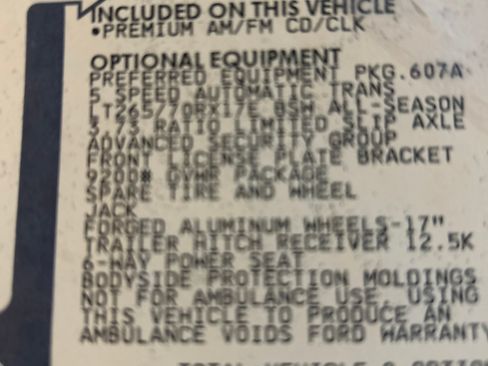 INCLUDED ON THIS VEHICLE
•PREMIUM AM/FM CD/CLK
OPTIONAL EQUIPMENT
PREFERRED EQUIPMENT PKG.607A
5 SPEED AUTOMATIC TRANS
LT265/70RX17E BSW ALL-SEASON
3.73 RATIO LIMITED SLIP AXLE
ADVANCED SECURITY GROUP
FRONT LICENSE PLATE BRACKET
9200# GVWR PACKAGE
SPARE TIRE AND WHEEL
JACK
FORGED ALUMINUM WHEELS-17"
TRAILER HITCH RECEIVER 12.5K
6-WAY POWER SEAT
BODYSIDE PROTECTION MOLDINGS
NOT FOR AMBULANCE USE. USING
THIS VEHICLE TO PRODUCE AN
AMBULANCE VOIDS FORD WARRANTY